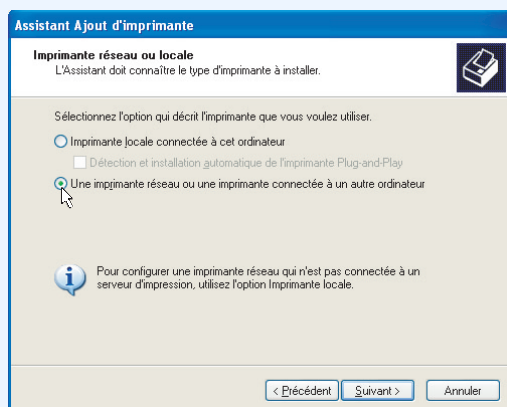 Assistant Ajout d'imprimante
Imprimante réseau ou locale
L'Assistant doit connaître le type d'imprimante à installer.
Sélectionnez l'option qui décrit l'imprimante que vous voulez utiliser.
Imprimante locale connectée à cet ordinateur
Détection et installation automatique de l'imprimante Plug-and-Play
Une imprimante réseau ou une imprimante connectée à un autre ordinateur
Pour configurer une imprimante réseau qui n'est pas connectée à un
serveur d'impression, utilisez l'option Imprimante locale.
< Précédent Suivant > Annuler